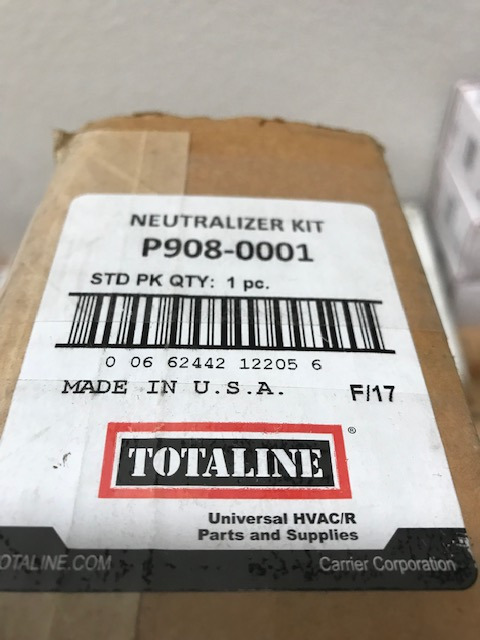 NEUTRALIZER KIT
P908-0001
STD PK QTY: 1 pc.
0 06 62442 12205 6
MADE IN U.S.A. F/17
TOTALINE ®
Universal HVAC/R
Parts and Supplies
OTALINE.COM Carrier Corporation